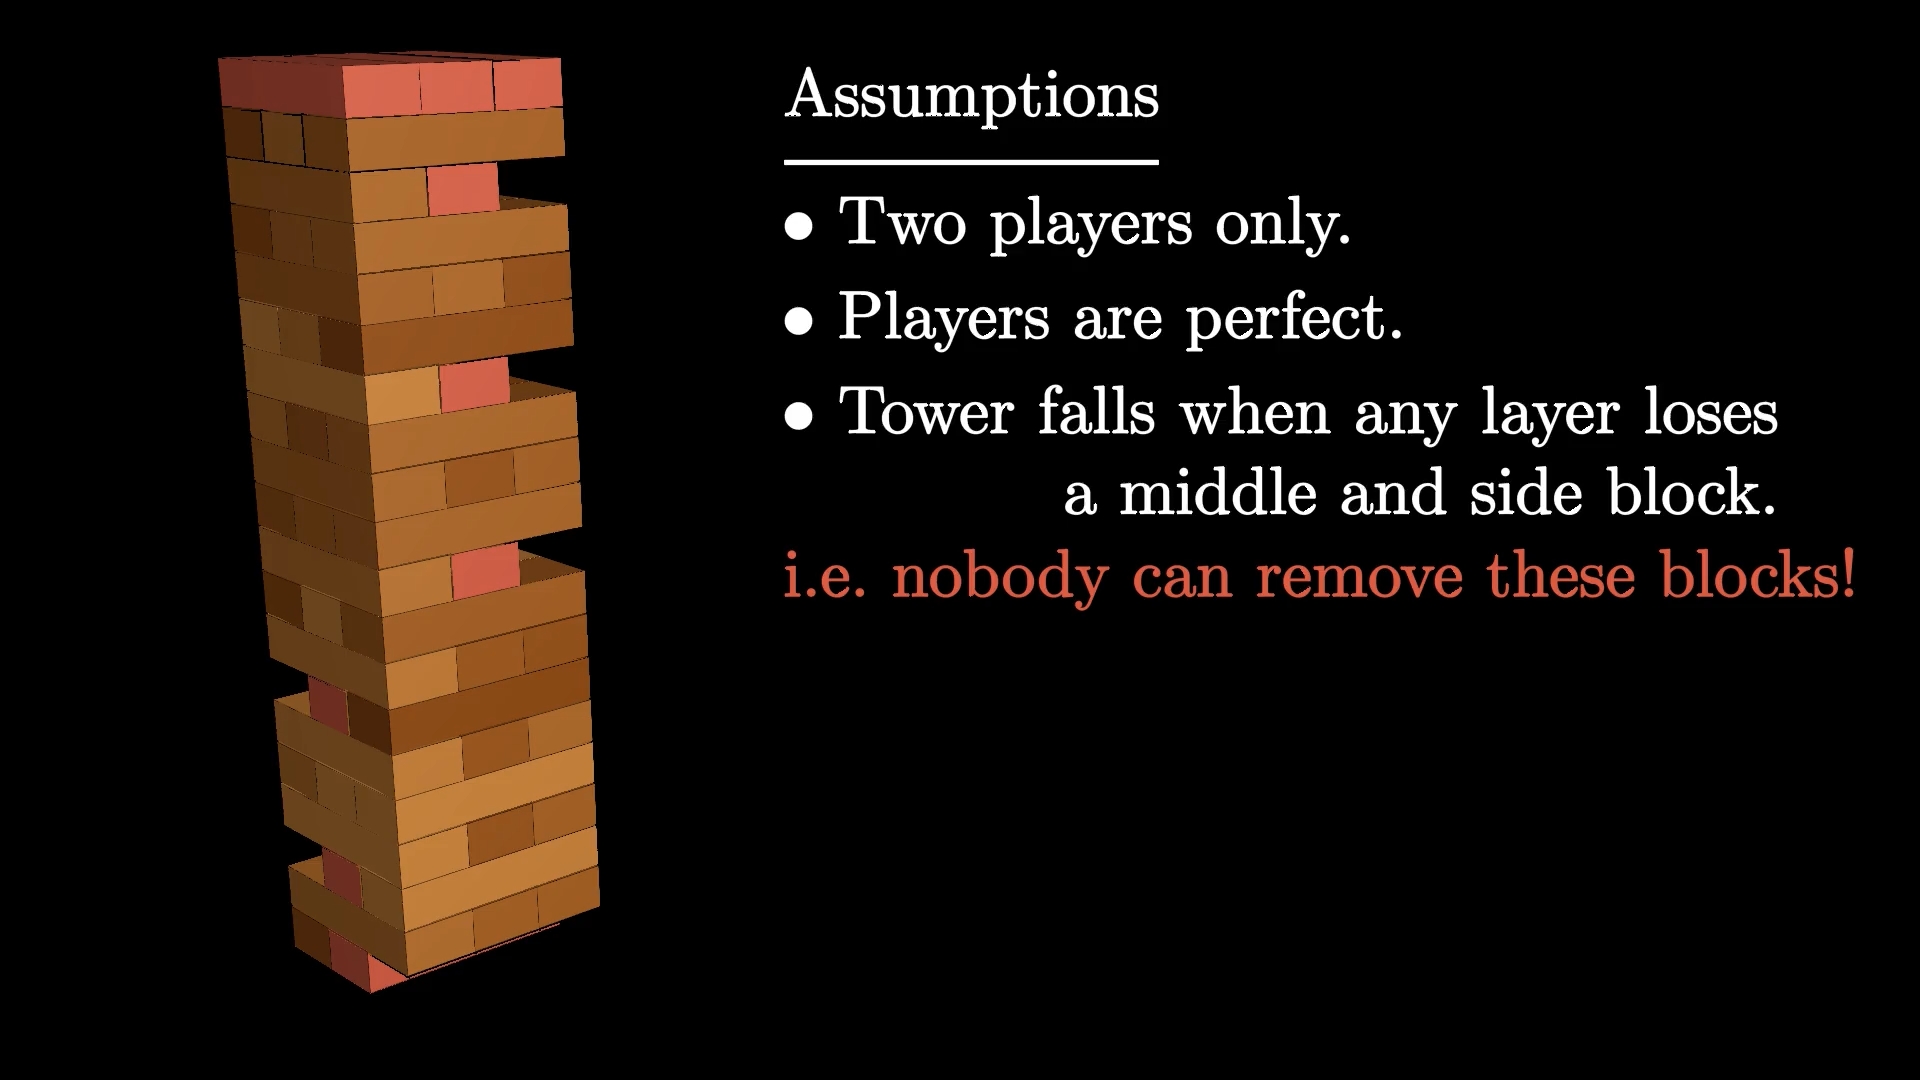 Assumptions
• Two players only.
• Players are perfect.
• Tower falls when any layer loses
a middle and side block.
i.e. nobody can remove these blocks!